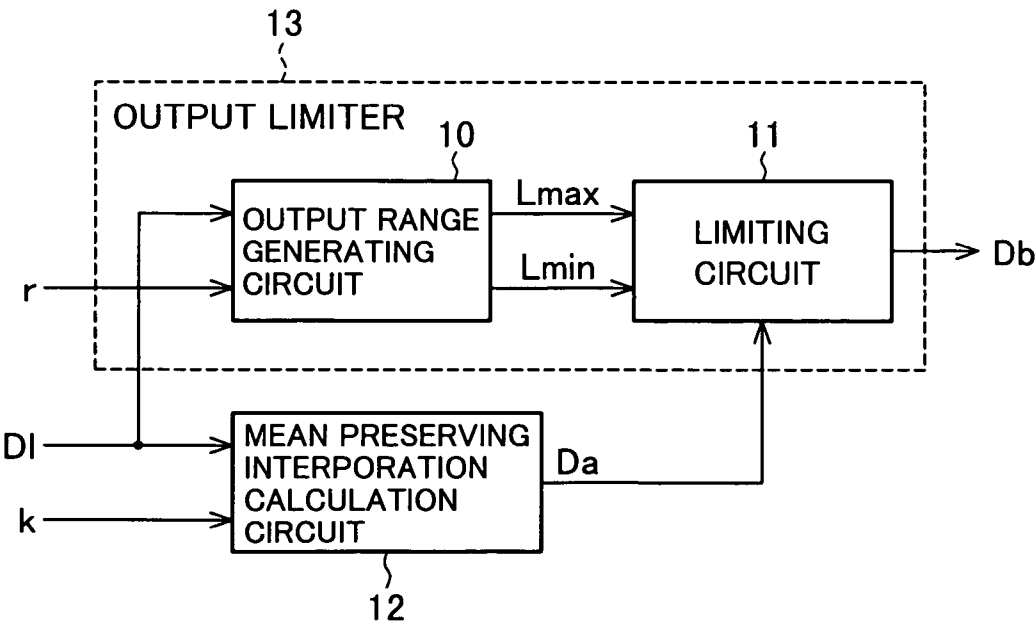 13
OUTPUT LIMITER
10
11
OUTPUT RANGE
GENERATING
CIRCUIT
Lmax
Lmin
LIMITING
CIRCUIT
Db
r
DI
k
MEAN PRESERVING
INTERPORATION
CALCULATION
CIRCUIT
Da
12